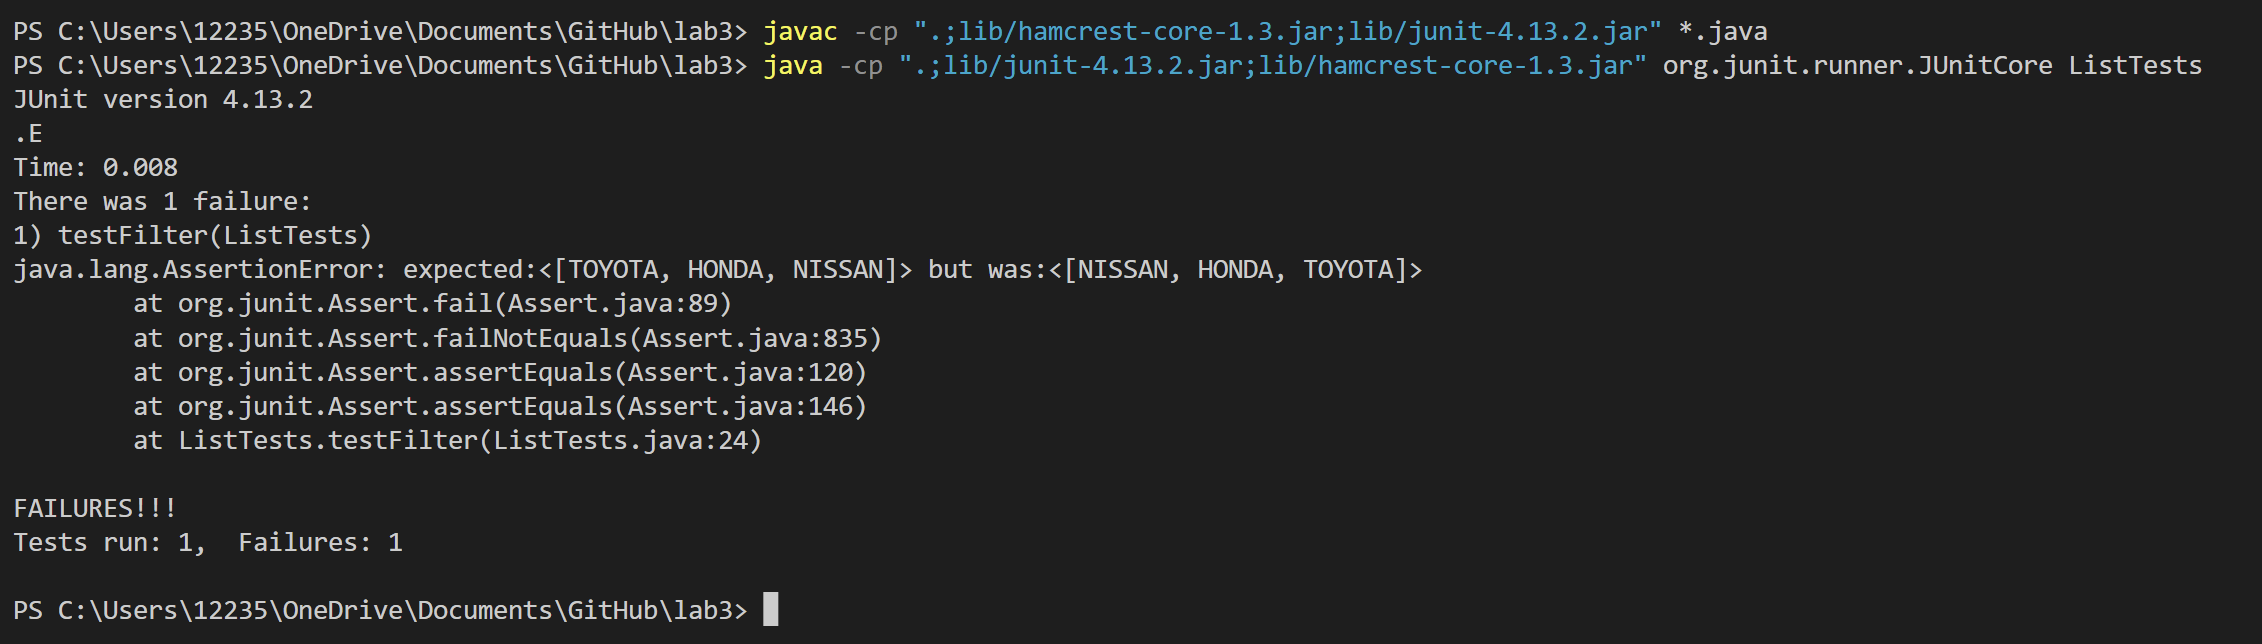 PS C:\Users\12235\OneDrive\Documents\GitHub\lab3> javac -cp ".;lib/hamcrest-core-1.3.jar;lib/junit-4.13.2.jar" *.java
PS C:\Users\12235\OneDrive\Documents\GitHub\lab3> java -cp ".;lib/junit-4.13.2.jar;lib/hamcrest-core-1.3.jar" org.junit.runner.JUnitCore ListTests
JUnit version 4.13.2
.E
Time: 0.008
There was 1 failure:
1) testFilter(ListTests)
java.lang.AssertionError: expected:<[TOYOTA, HONDA, NISSAN]> but was:<[NISSAN, HONDA, TOYOTA]>
        at org.junit.Assert.fail(Assert.java:89)
        at org.junit.Assert.failNotEquals(Assert.java:835)
        at org.junit.Assert.assertEquals(Assert.java:120)
        at org.junit.Assert.assertEquals(Assert.java:146)
        at ListTests.testFilter(ListTests.java:24)
FAILURES!!!
Tests run: 1,  Failures: 1
PS C:\Users\12235\OneDrive\Documents\GitHub\lab3>